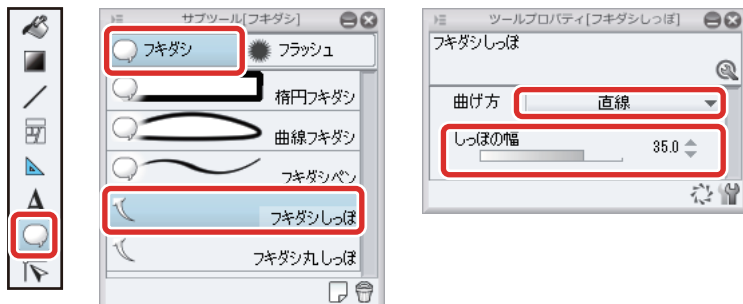 サブツール[フキダシ]
フキダシ
フラッシュ
楕円フキダシ
曲線フキダシ
フキダシペン
フキダシしっぽ
フキダシ丸しっぽ
ツールプロパティ[フキダシしっぽ]
フキダシしっぽ
曲げ方 直線
しっぽの幅 35.0